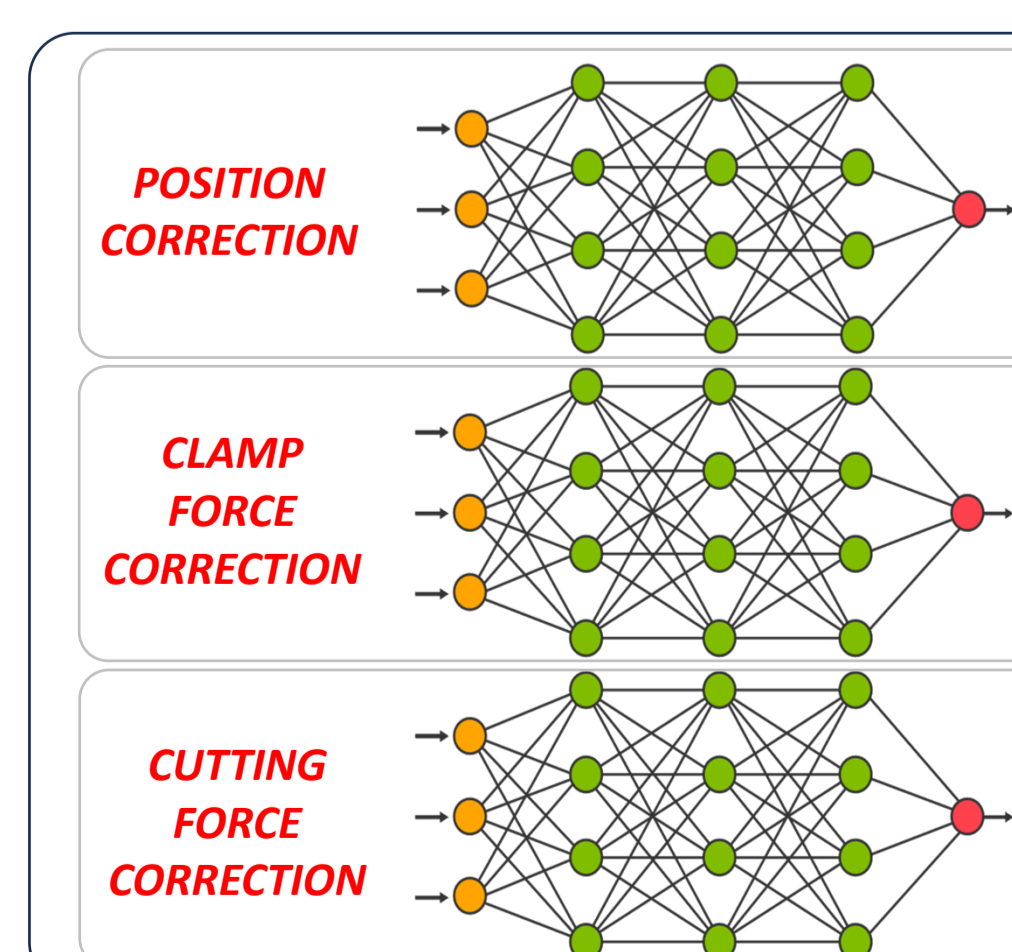 POSITION
CORRECTION
CLAMP
FORCE
CORRECTION
CUTTING
FORCE
CORRECTION